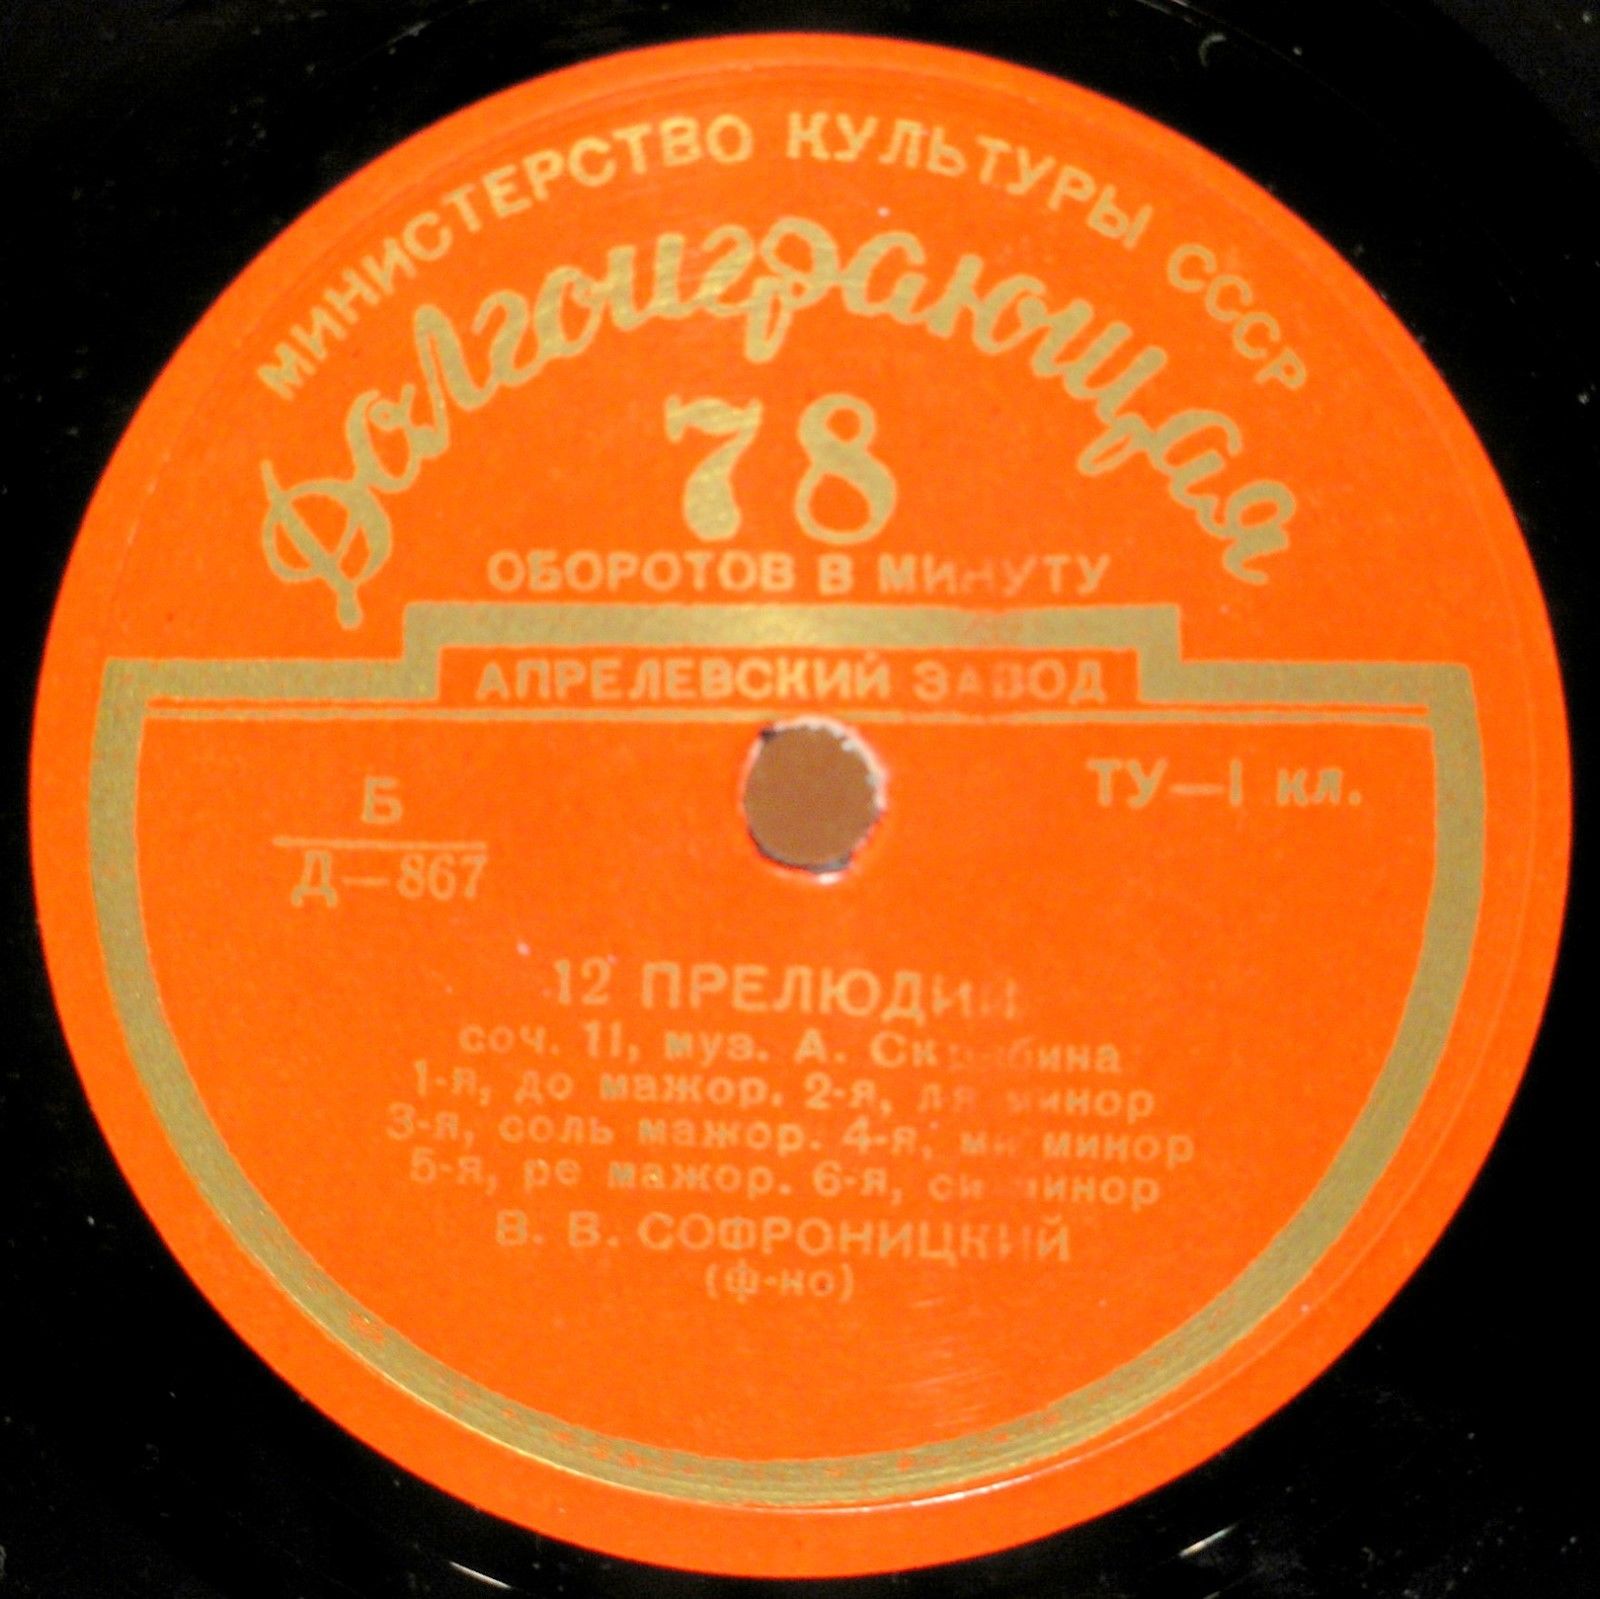 МИНИСТЕРСТВО КУЛЬТУРЫ СССР
Долгоиграющая
78
ОБОРОТОВ В МИНУТУ
АПРЕЛЕВСКИЙ ЗАВОД
ТУ—I кл.
Б
Д—867
12 ПРЕЛЮДИЙ
соч. 11, муз. А. Скрябина
1-я, до мажор. 2-я, ля минор
3-я, соль мажор. 4-я, ми минор
5-я, ре мажор. 6-я, си минор
В. В. СОФРОНИЦКИЙ
(ф-но)